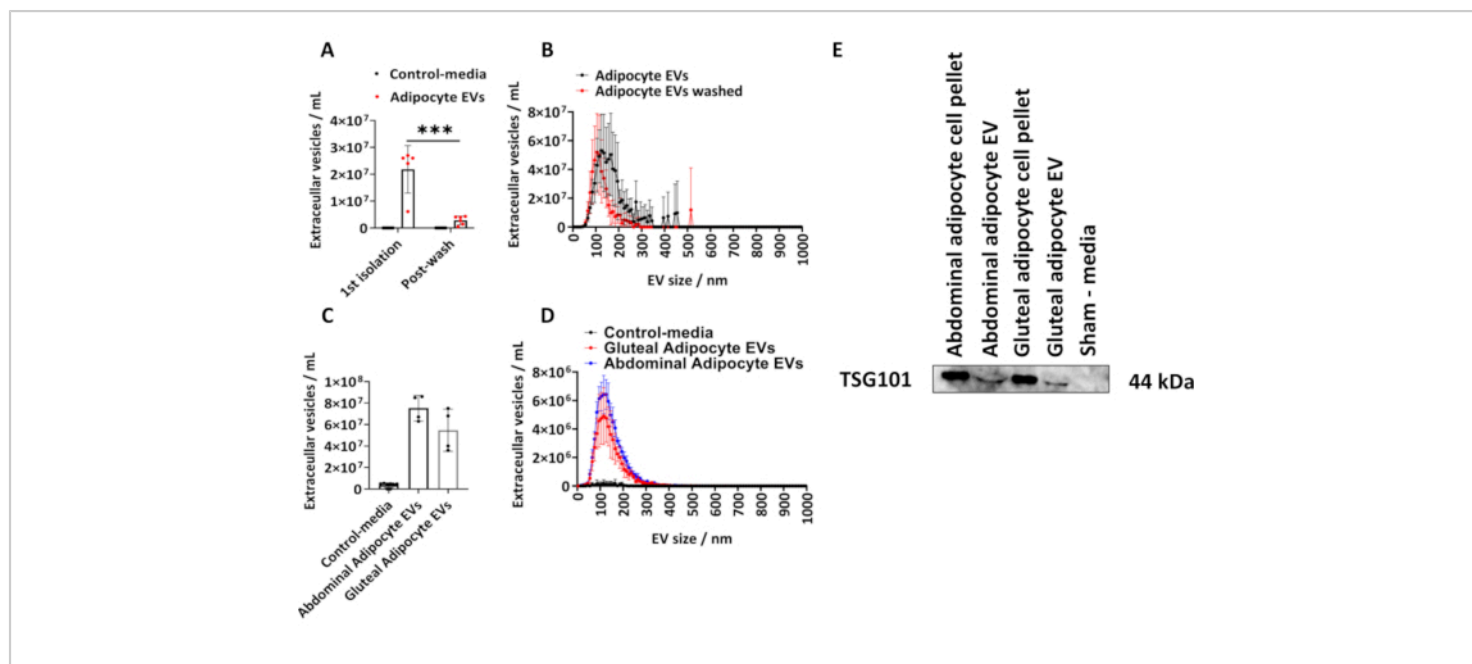 A
Control-media
Adipocyte EVs
Extraceullar vesicles / mL
4×10⁷
3×10⁷
2×10⁷
1×10⁷
0
***
1st isolation
Post-wash
B
Adipocyte EVs
Adipocyte EVs washed
Extraceullar vesicles / mL
8×10⁷
6×10⁷
4×10⁷
2×10⁷
0
0
100
200
300
400
500
600
700
800
900
1000
EV size / nm
C
Extraceullar vesicles / mL
1×10⁸
8×10⁷
6×10⁷
4×10⁷
2×10⁷
0
Control-media
Abdominal Adipocyte EVs
Gluteal Adipocyte EVs
D
Control-media
Gluteal Adipocyte EVs
Abdominal Adipocyte EVs
Extraceullar vesicles / mL
8×10⁶
6×10⁶
4×10⁶
2×10⁶
0
0
100
200
300
400
500
600
700
800
900
1000
EV size / nm
E
Abdominal adipocyte cell pellet
Abdominal adipocyte EV
Gluteal adipocyte cell pellet
Gluteal adipocyte EV
Sham - media
TSG101
44 kDa